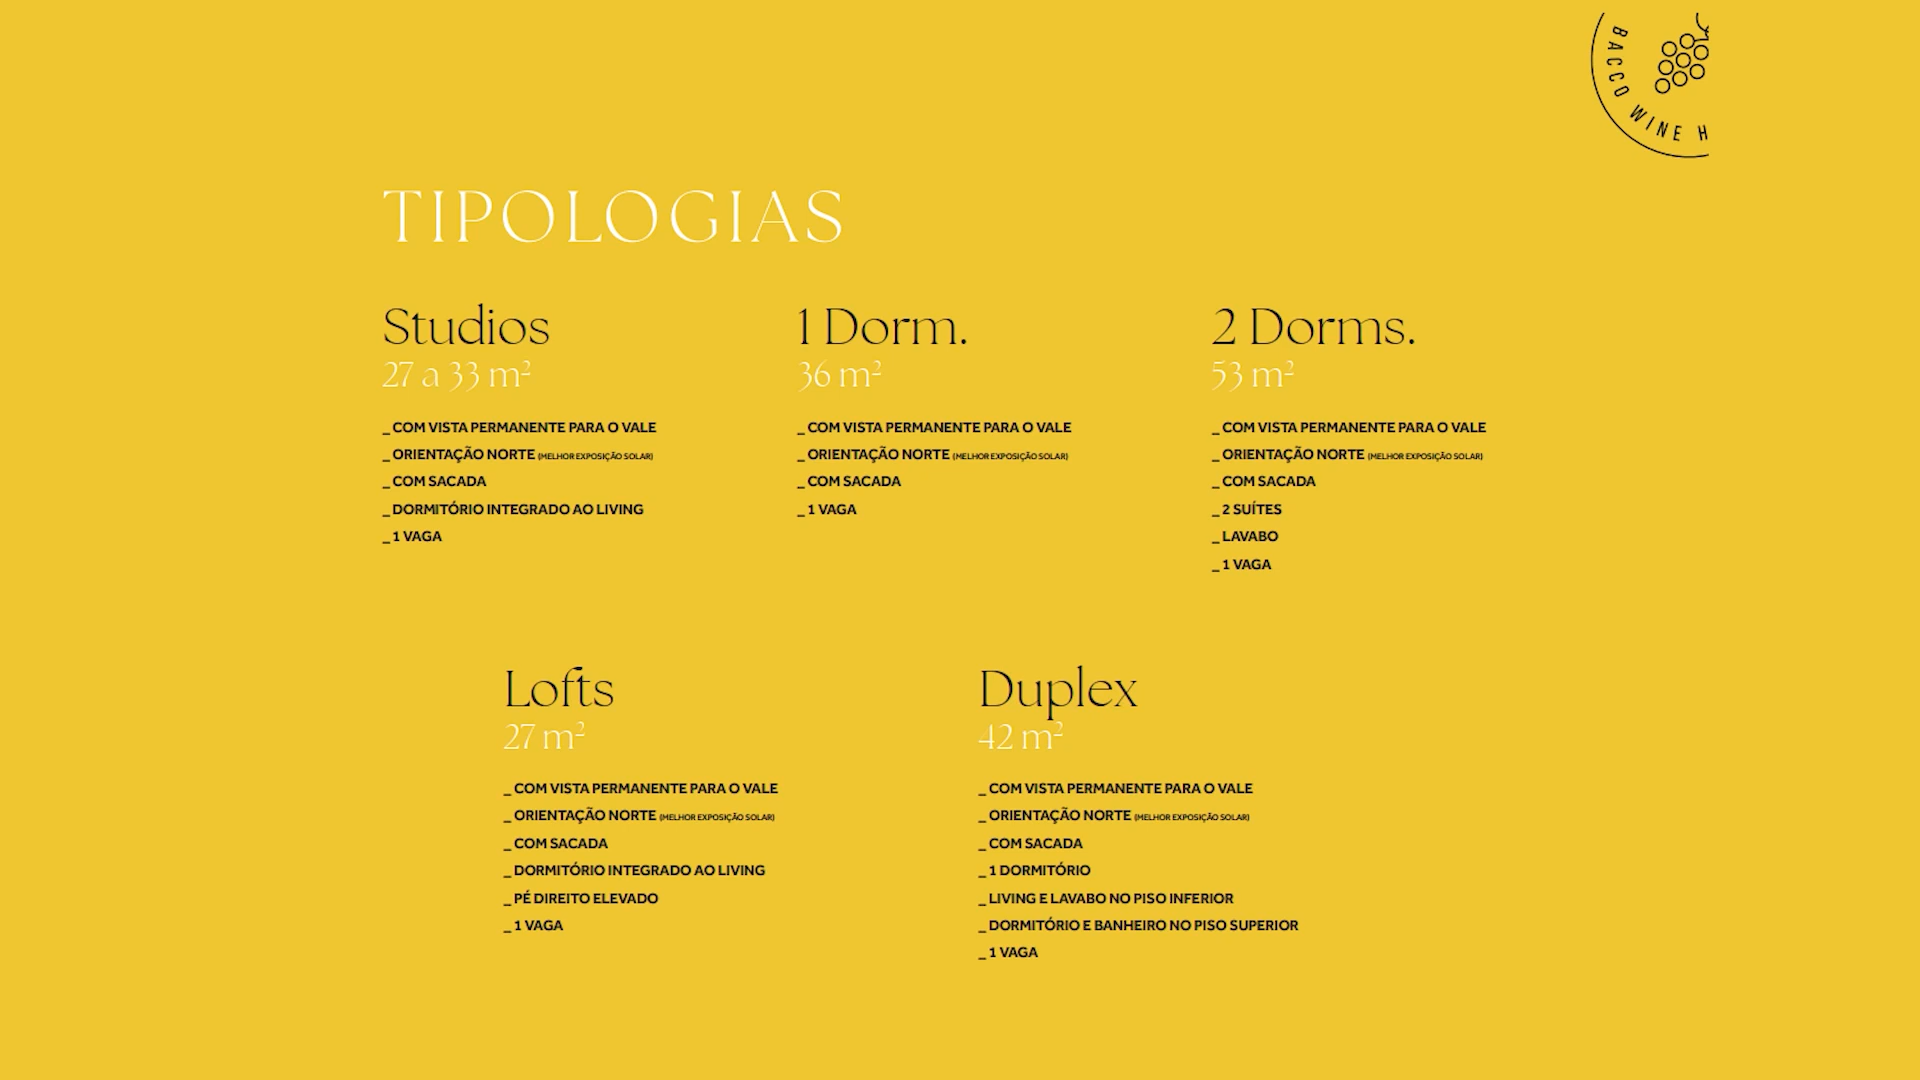 BACCO WINE H
TIPOLOGIAS
Studios
27 a 33 m²
_ COM VISTA PERMANENTE PARA O VALE
_ ORIENTAÇÃO NORTE (MELHOR EXPOSIÇÃO SOLAR)
_ COM SACADA
_ DORMITÓRIO INTEGRADO AO LIVING
_ 1 VAGA
1 Dorm.
36 m²
_ COM VISTA PERMANENTE PARA O VALE
_ ORIENTAÇÃO NORTE (MELHOR EXPOSIÇÃO SOLAR)
_ COM SACADA
_ 1 VAGA
2 Dorms.
53 m²
_ COM VISTA PERMANENTE PARA O VALE
_ ORIENTAÇÃO NORTE (MELHOR EXPOSIÇÃO SOLAR)
_ COM SACADA
_ 2 SUÍTES
_ LAVABO
_ 1 VAGA
Lofts
27 m²
_ COM VISTA PERMANENTE PARA O VALE
_ ORIENTAÇÃO NORTE (MELHOR EXPOSIÇÃO SOLAR)
_ COM SACADA
_ DORMITÓRIO INTEGRADO AO LIVING
_ PÉ DIREITO ELEVADO
_ 1 VAGA
Duplex
42 m²
_ COM VISTA PERMANENTE PARA O VALE
_ ORIENTAÇÃO NORTE (MELHOR EXPOSIÇÃO SOLAR)
_ COM SACADA
_ 1 DORMITÓRIO
_ LIVING E LAVABO NO PISO INFERIOR
_ DORMITÓRIO E BANHEIRO NO PISO SUPERIOR
_ 1 VAGA